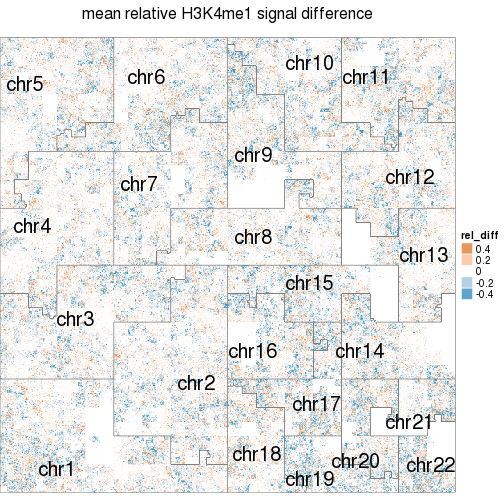 mean relative H3K4me1 signal difference
chr10
chr5
chr6
chr11
chr9
chr7
chr12
chr4
chr8
chr13
rel_diff
0.4
0.2
0
-0.2
-0.4
chr15
chr3
chr16
chr14
chr2
chr17
chr21
chr18
chr1
chr20
chr22
chr19